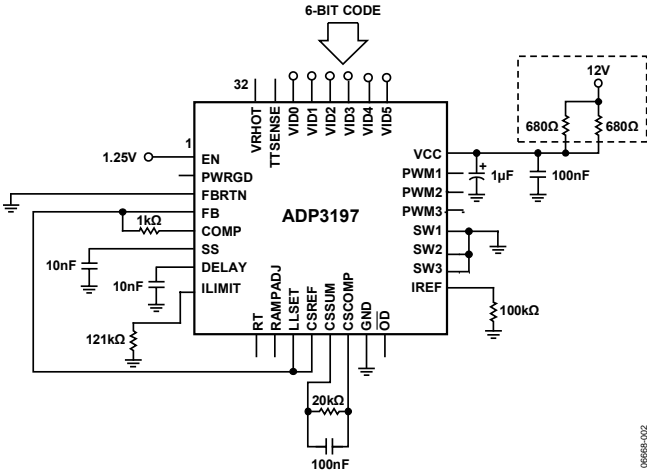 6-BIT CODE
12V
680Ω
680Ω
32
VRHOT
TTSENSE
VID0
VID1
VID2
VID3
VID4
VID5
1
1.25V
EN
PWRGD
FBRTN
FB
COMP
SS
DELAY
ILIMIT
1kΩ
10nF
10nF
121kΩ
ADP3197
VCC
PWM1
PWM2
PWM3
SW1
SW2
SW3
IREF
+
1µF
100nF
100kΩ
RT
RAMPADJ
LLSET
CSREF
CSSUM
CSCOMP
GND
OD
20kΩ
100nF
06668-002